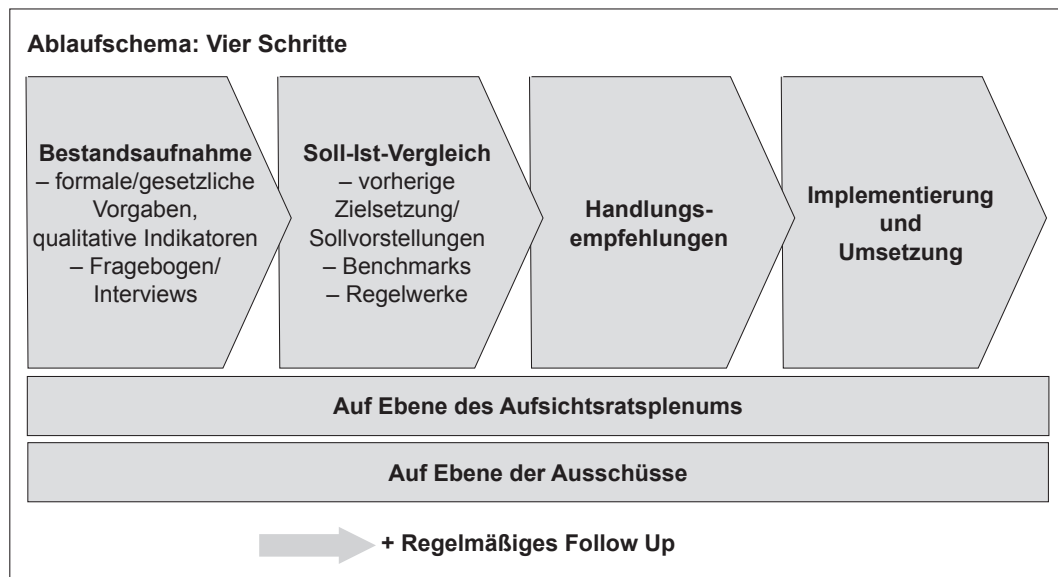 Ablaufschema: Vier Schritte
Bestandsaufnahme
– formale/gesetzliche
Vorgaben,
qualitative Indikatoren
– Fragebogen/
Interviews
Soll-Ist-Vergleich
– vorherige
Zielsetzung/
Sollvorstellungen
– Benchmarks
– Regelwerke
Handlungs-
empfehlungen
Implementierung
und
Umsetzung
Auf Ebene des Aufsichtsratsplenums
Auf Ebene der Ausschüsse
+ Regelmäßiges Follow Up